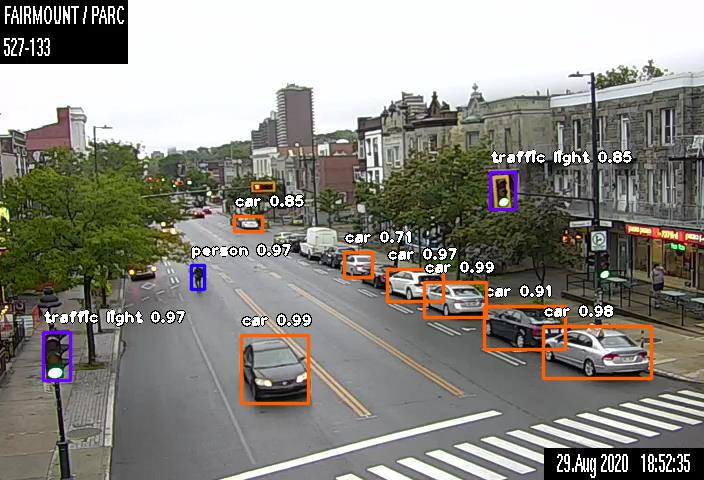 FAIRMOUNT / PARC
527-133
traffic light 0.85
car 0.85
car 0.71
person 0.97
car 0.97
car 0.99
car 0.91
car 0.98
traffic light 0.97
car 0.99
29.Aug 2020 18:52:35